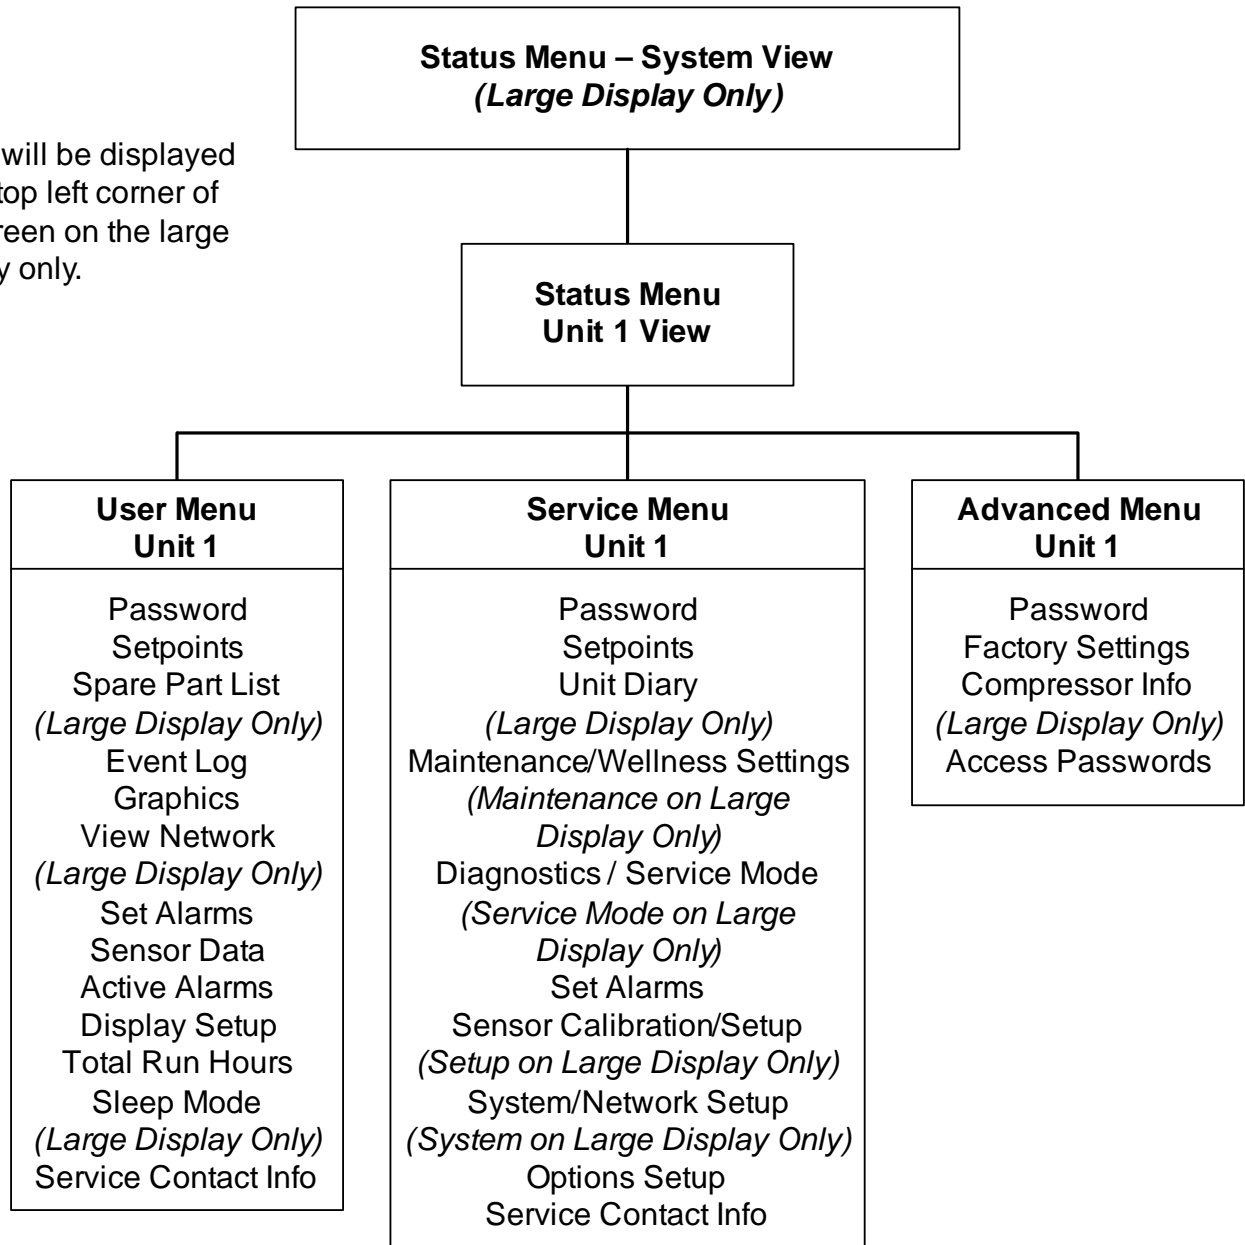 Status Menu – System View
(Large Display Only)
will be displayed
top left corner of
reen on the large
y only.
Status Menu
Unit 1 View
User Menu
Unit 1
Password
Setpoints
Spare Part List
(Large Display Only)
Event Log
Graphics
View Network
(Large Display Only)
Set Alarms
Sensor Data
Active Alarms
Display Setup
Total Run Hours
Sleep Mode
(Large Display Only)
Service Contact Info
Service Menu
Unit 1
Password
Setpoints
Unit Diary
(Large Display Only)
Maintenance/Wellness Settings
(Maintenance on Large
Display Only)
Diagnostics / Service Mode
(Service Mode on Large
Display Only)
Set Alarms
Sensor Calibration/Setup
(Setup on Large Display Only)
System/Network Setup
(System on Large Display Only)
Options Setup
Service Contact Info
Advanced Menu
Unit 1
Password
Factory Settings
Compressor Info
(Large Display Only)
Access Passwords